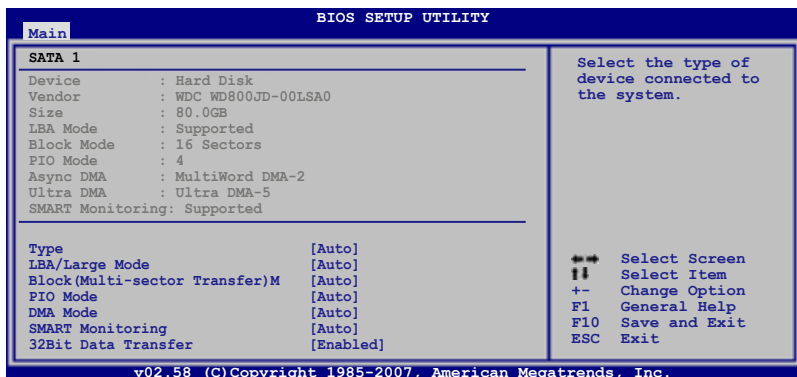 BIOS SETUP UTILITY
Main
SATA 1
Device : Hard Disk
Vendor : WDC WD800JD-00LSA0
Size : 80.0GB
LBA Mode : Supported
Block Mode : 16 Sectors
PIO Mode : 4
Async DMA : MultiWord DMA-2
Ultra DMA : Ultra DMA-5
SMART Monitoring: Supported
Type [Auto]
LBA/Large Mode [Auto]
Block(Multi-sector Transfer)M [Auto]
PIO Mode [Auto]
DMA Mode [Auto]
SMART Monitoring [Auto]
32Bit Data Transfer [Enabled]
Select the type of
device connected to
the system.
←→ Select Screen
↑↓ Select Item
+- Change Option
F1 General Help
F10 Save and Exit
ESC Exit
v02.58 (C)Copyright 1985-2007, American Megatrends, Inc.